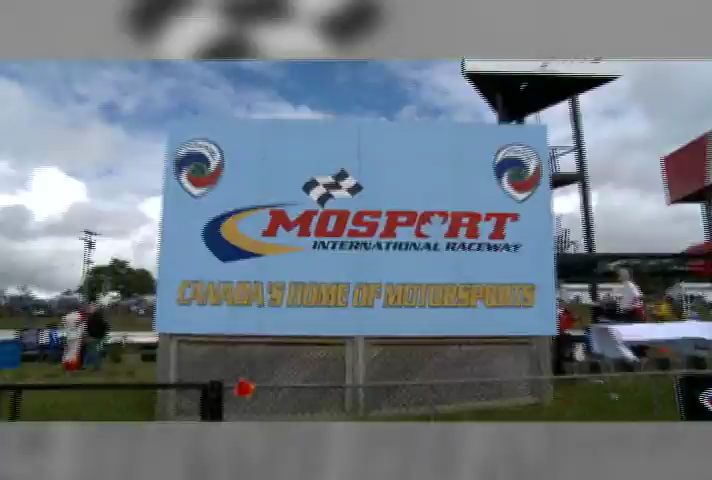 MOSPORT
INTERNATIONAL RACEWAY
CANADA'S HOME OF MOTORSPORTS